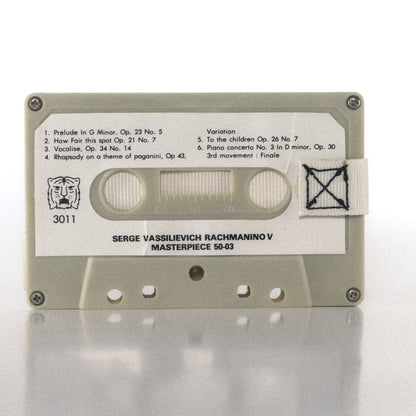 1. Prelude In G Minor. Op. 23 No. 5
2. How Fair this spot Op. 21 No. 7
3. Vocalise, Op. 34 No. 14
4. Rhapsody on a theme of paganini, Op 43,
Variation
5. To the children Op. 26 No. 7
6. Piano concerto No. 3 In D minor, Op. 30
3rd movement : Finale
3011
100 50 0
SERGE VASSILIEVICH RACHMANINO V
MASTERPIECE 50-03